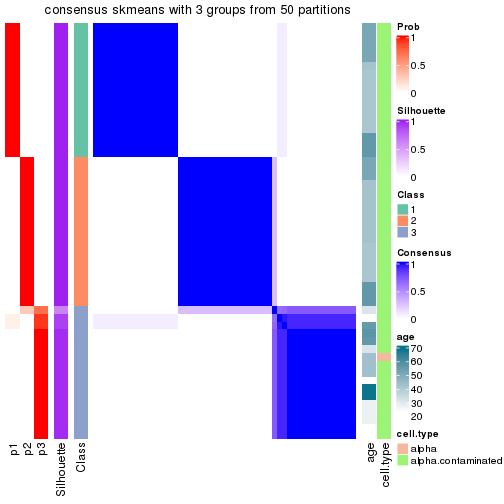 consensus skmeans with 3 groups from 50 partitions
Prob
1
0.5
0
Silhouette
1
0.5
0
Class
1
2
3
Consensus
1
0.5
0
age
70
60
50
40
30
20
cell.type
alpha
alpha.contaminated
p1
p2
p3
Silhouette
Class
age
cell.type